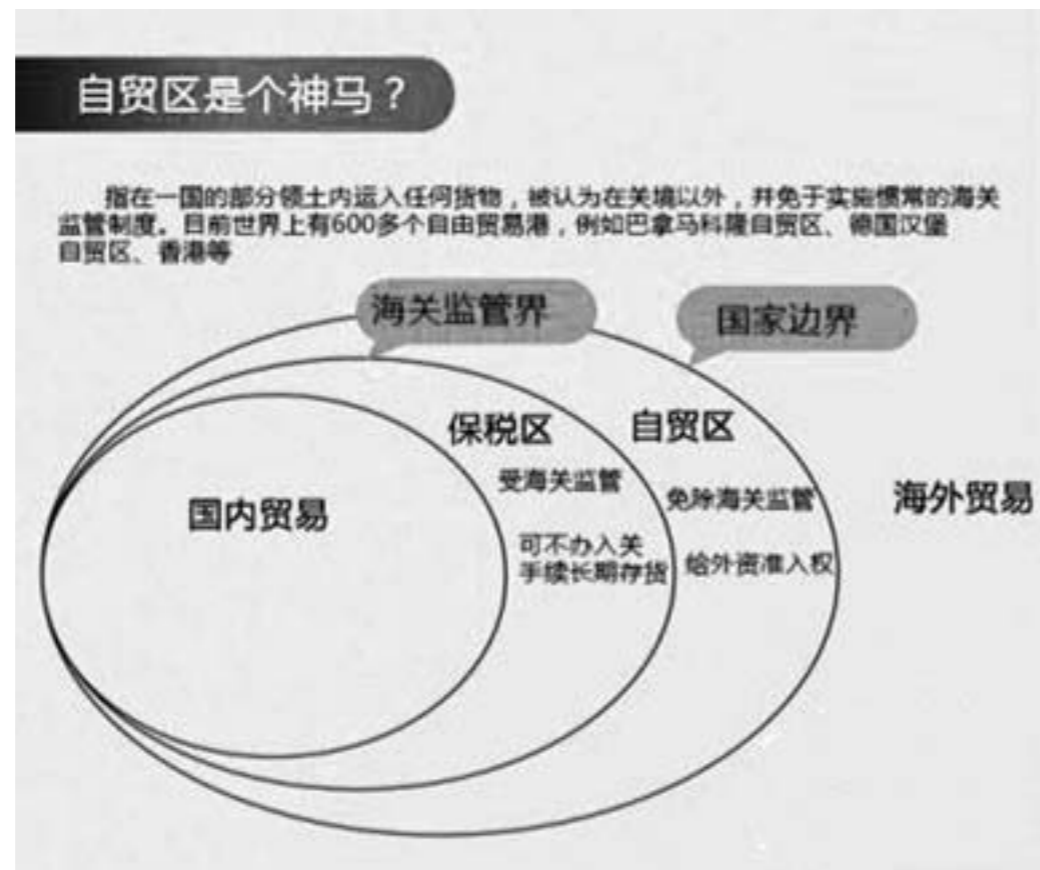 自贸区是个神马？
指在一国的部分领土内运入任何货物，被认为在关境以外，并免于实施惯常的海关
监管制度。目前世界上有600多个自由贸易港，例如巴拿马科隆自贸区、德国汉堡
自贸区、香港等
海关监管界
国家边界
保税区
自贸区
受海关监管
免除海关监管
国内贸易
海外贸易
可不办入关
手续长期存货
给外资准入权